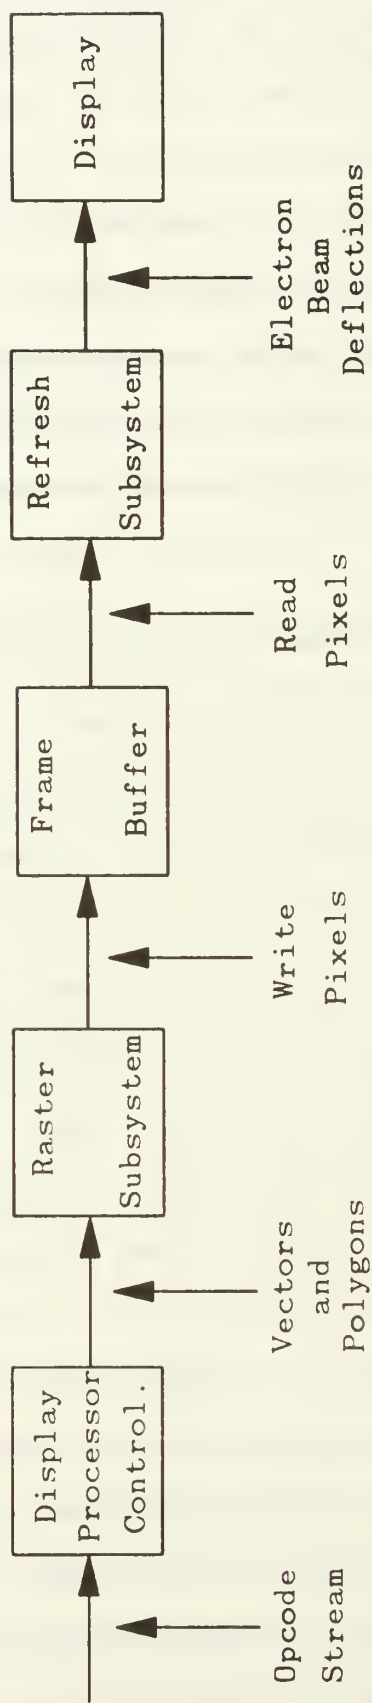 Display
Processor
Control.
Raster
Subsystem
Frame
Buffer
Refresh
Subsystem
Display
Opcode
Stream
Vectors
and
Polygons
Write
Pixels
Read
Pixels
Electron
Beam
Deflections